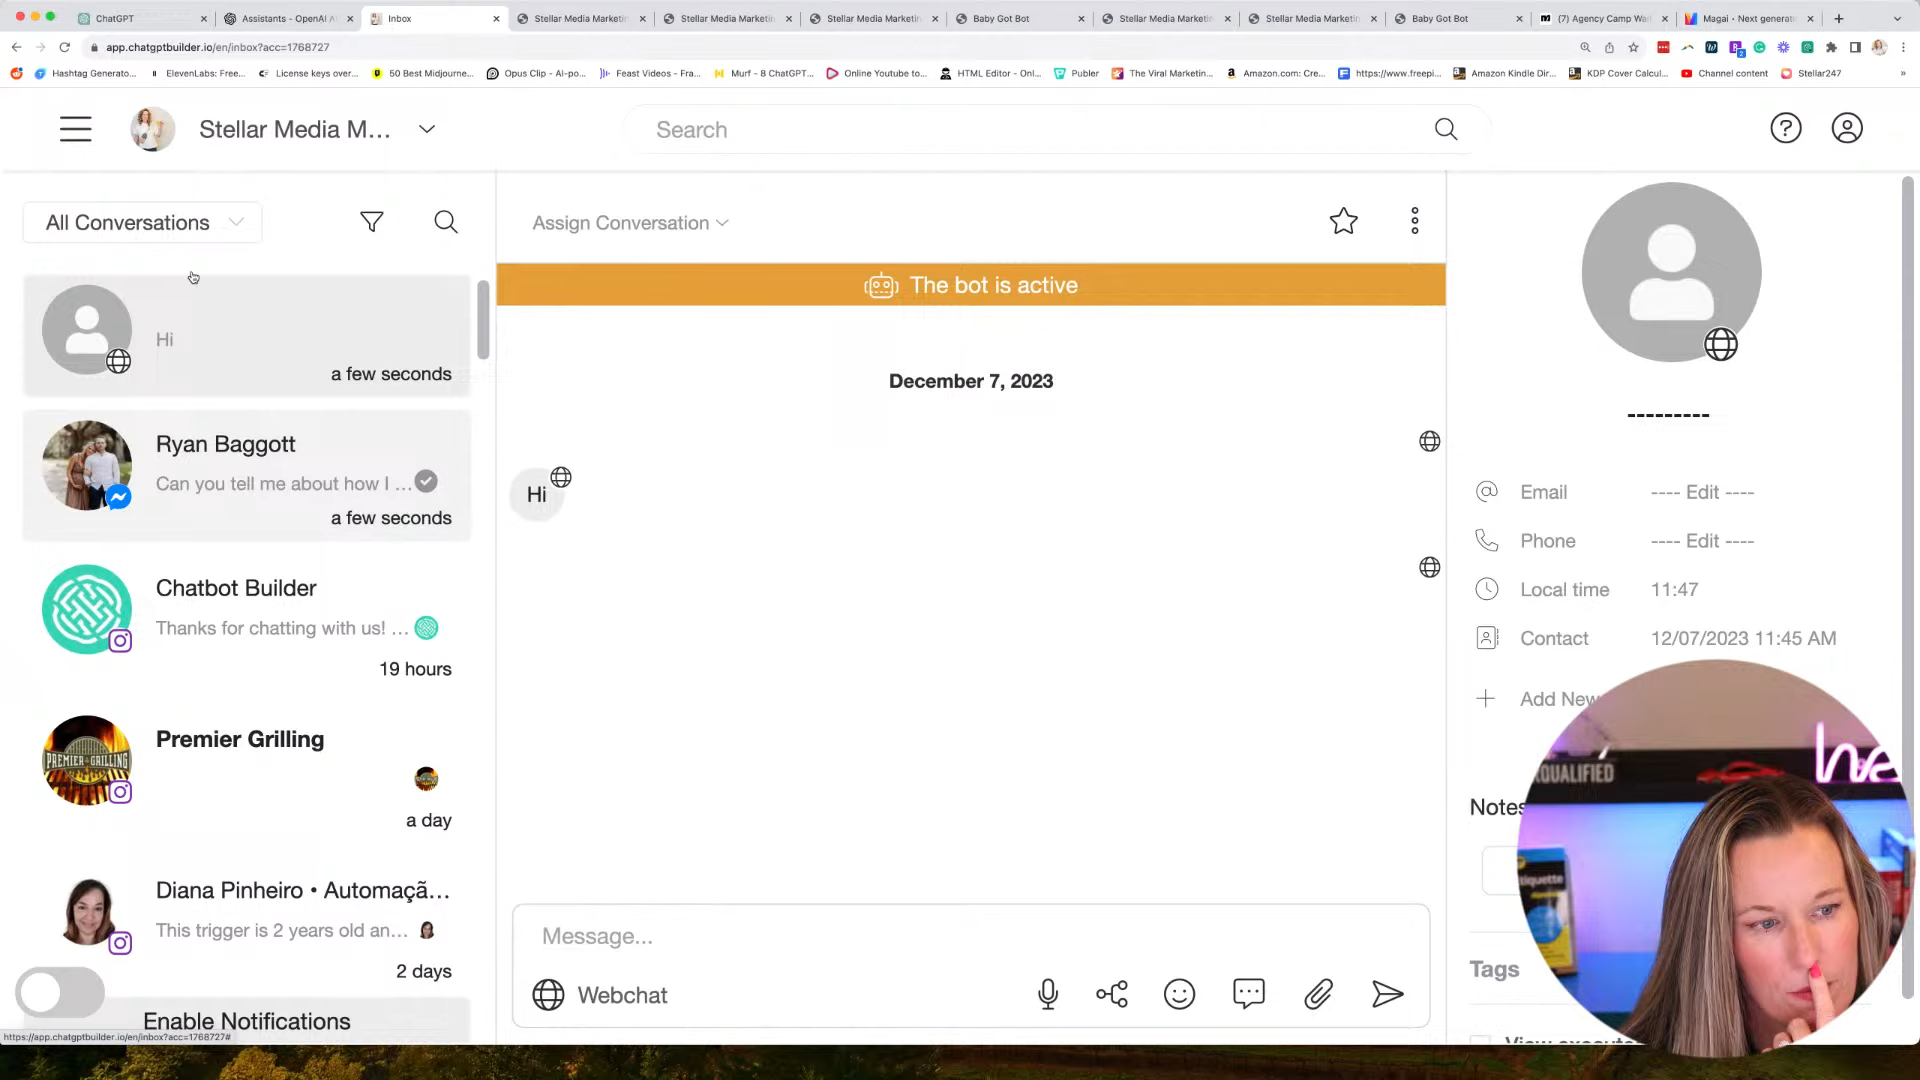 ChatGPT
Assistants - OpenAI A
Inbox
Stellar Media Marketin
Stellar Media Marketin
Stellar Media Marketin
Baby Got Bot
Stellar Media Marketin
Stellar Media Marketin
Baby Got Bot
(7) Agency Camp War
Magai • Next generati
app.chatgptbuilder.io/en/inbox?acc=1768727
Hashtag Generato...
ElevenLabs: Free...
License keys over...
50 Best Midjourne...
Opus Clip - AI-po...
Feast Videos - Fra...
Murf - 8 ChatGPT...
Online Youtube to...
HTML Editor - Onl...
Publer
The Viral Marketin...
Amazon.com: Cre...
https://www.freepi...
Amazon Kindle Dir...
KDP Cover Calcul...
Channel content
Stellar247
Stellar Media M...
Search
All Conversations
Assign Conversation
The bot is active
Hi
a few seconds
Ryan Baggott
Can you tell me about how I ...
a few seconds
Chatbot Builder
Thanks for chatting with us! ...
19 hours
Premier Grilling
PREMIER GRILLING
a day
Diana Pinheiro • Automaçã...
This trigger is 2 years old an...
2 days
Enable Notifications
https://app.chatgptbuilder.io/en/inbox?acc=1768727#
December 7, 2023
Hi
Message...
Webchat
---------
Email ---- Edit ----
Phone ---- Edit ----
Local time 11:47
Contact 12/07/2023 11:45 AM
Add New
Notes
Tags
QUALIFIED
etiquette